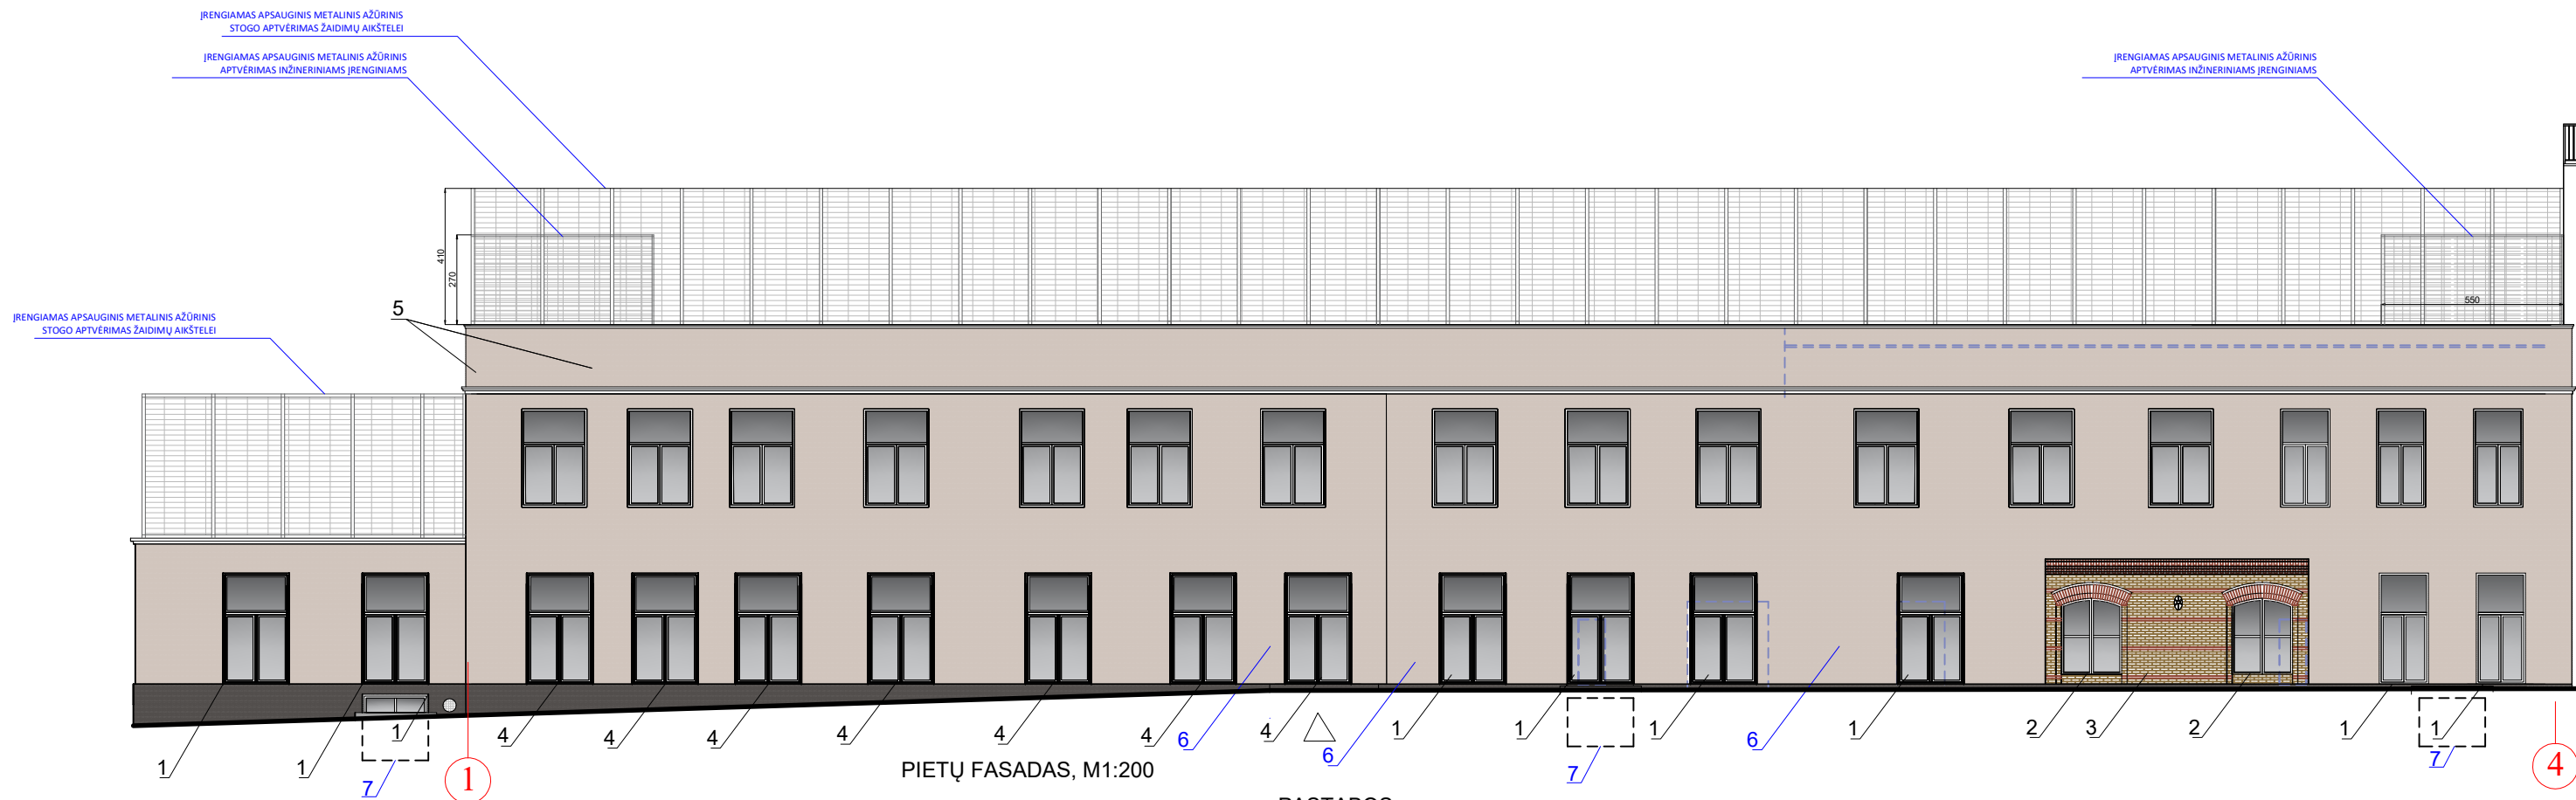 ĮRENGIAMAS APSAUGINIS METALINIS AŽŪRINIS
STOGO APTVĖRIMAS ŽAIDIMŲ AIKŠTELEI
ĮRENGIAMAS APSAUGINIS METALINIS AŽŪRINIS
APTVĖRIMAS INŽINERINIAMS ĮRENGINIAMS
ĮRENGIAMAS APSAUGINIS METALINIS AŽŪRINIS
APTVĖRIMAS INŽINERINIAMS ĮRENGINIAMS
410
270
550
5
ĮRENGIAMAS APSAUGINIS METALINIS AŽŪRINIS
STOGO APTVĖRIMAS ŽAIDIMŲ AIKŠTELEI
1 1 1 4 4 4 4 4 4 6 4 6 1 1 1 6 1 2 3 2 1 1
7 1 7 7 4
PIETŲ FASADAS, M1:200